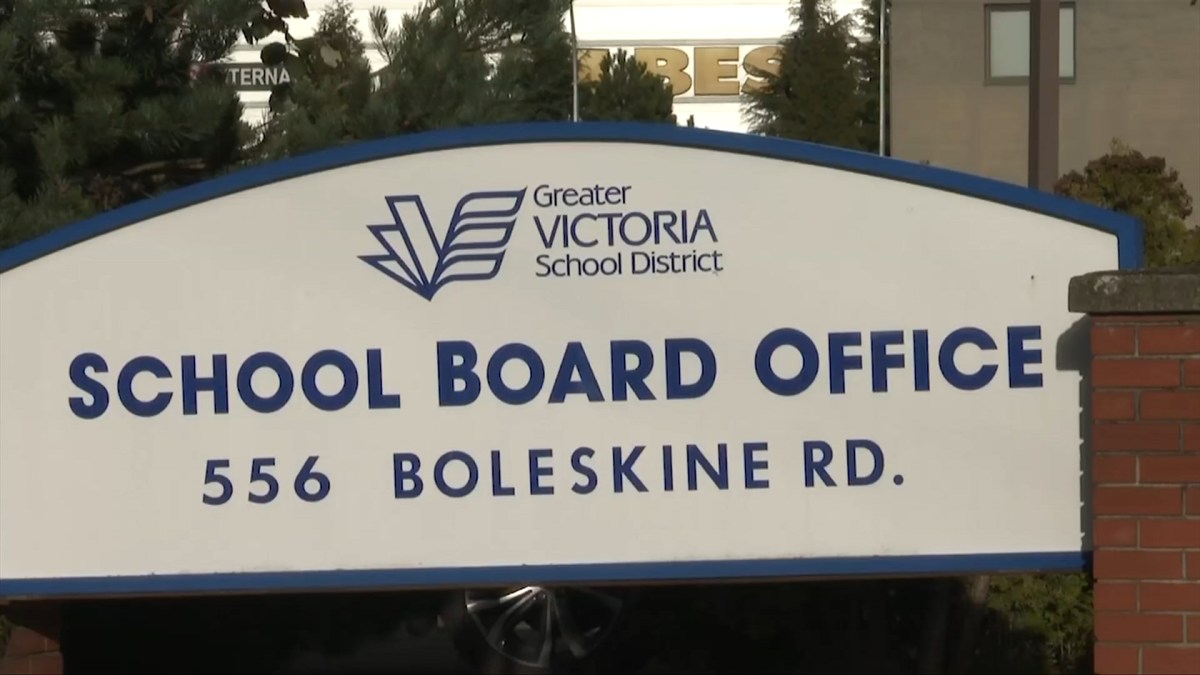 Greater
VICTORIA
School District
SCHOOL BOARD OFFICE
556 BOLESKINE RD.